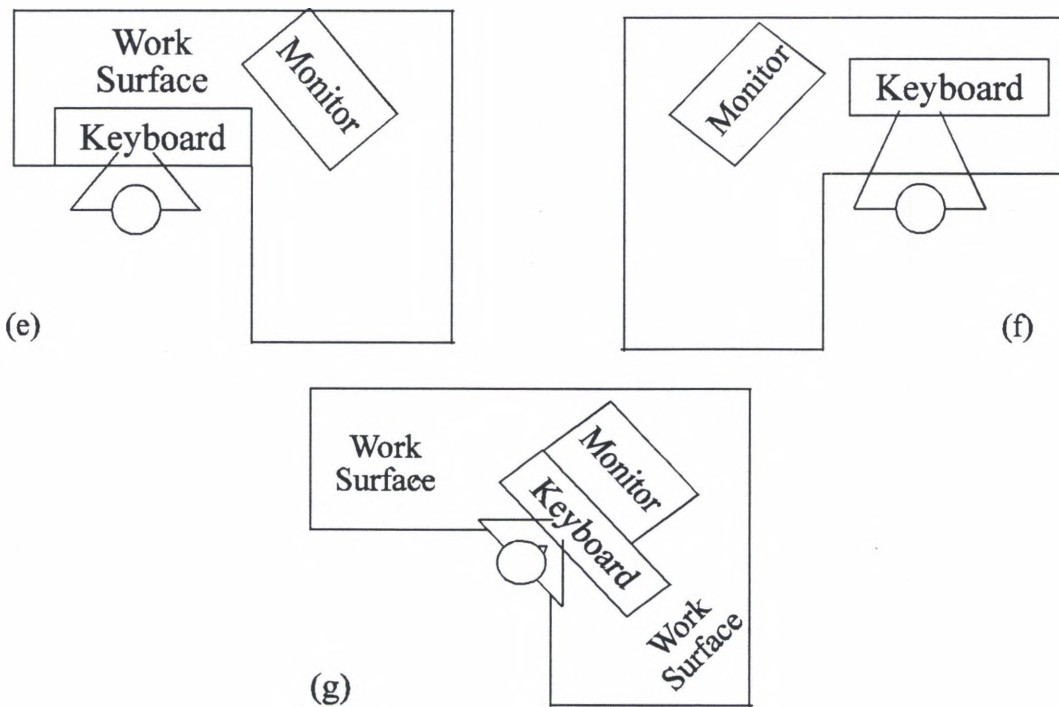 Work
Surface
Monitor
Keyboard
(e)
Monitor
Keyboard
(f)
Work
Surface
Monitor
Keyboard
Work
Surface
(g)